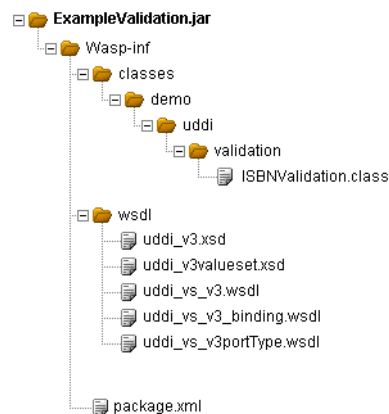 ExampleValidation.jar
Wasp-inf
classes
demo
uddi
validation
ISBNValidation.class
wsdl
uddi_v3.xsd
uddi_v3valueset.xsd
uddi_vs_v3.wsdl
uddi_vs_v3_binding.wsdl
uddi_vs_v3portType.wsdl
package.xml